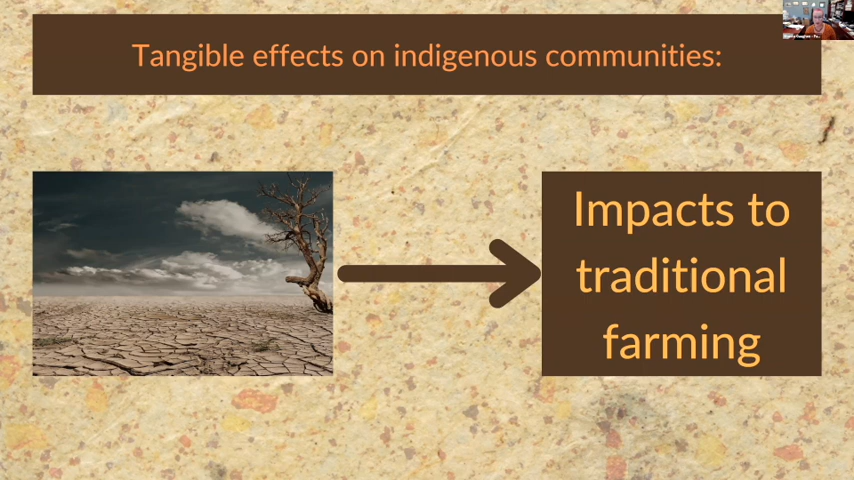 Tangible effects on indigenous communities:
Impacts to
traditional
farming